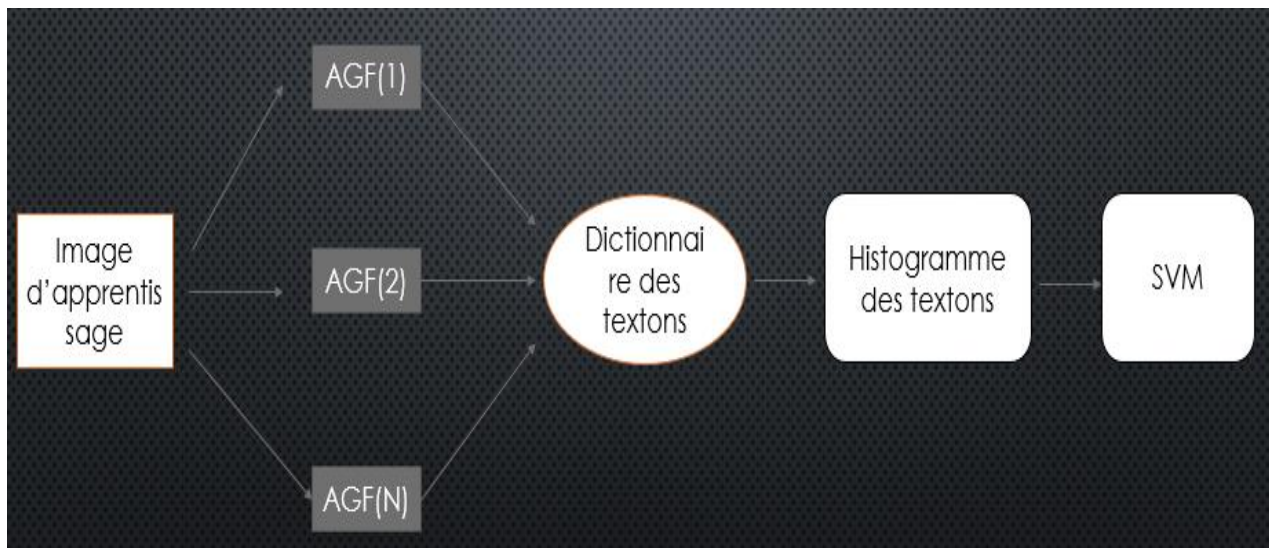 Image
d'apprentis
sage
AGF(1)
AGF(2)
AGF(N)
Dictionnai
re des
textons
Histogramme
des textons
SVM